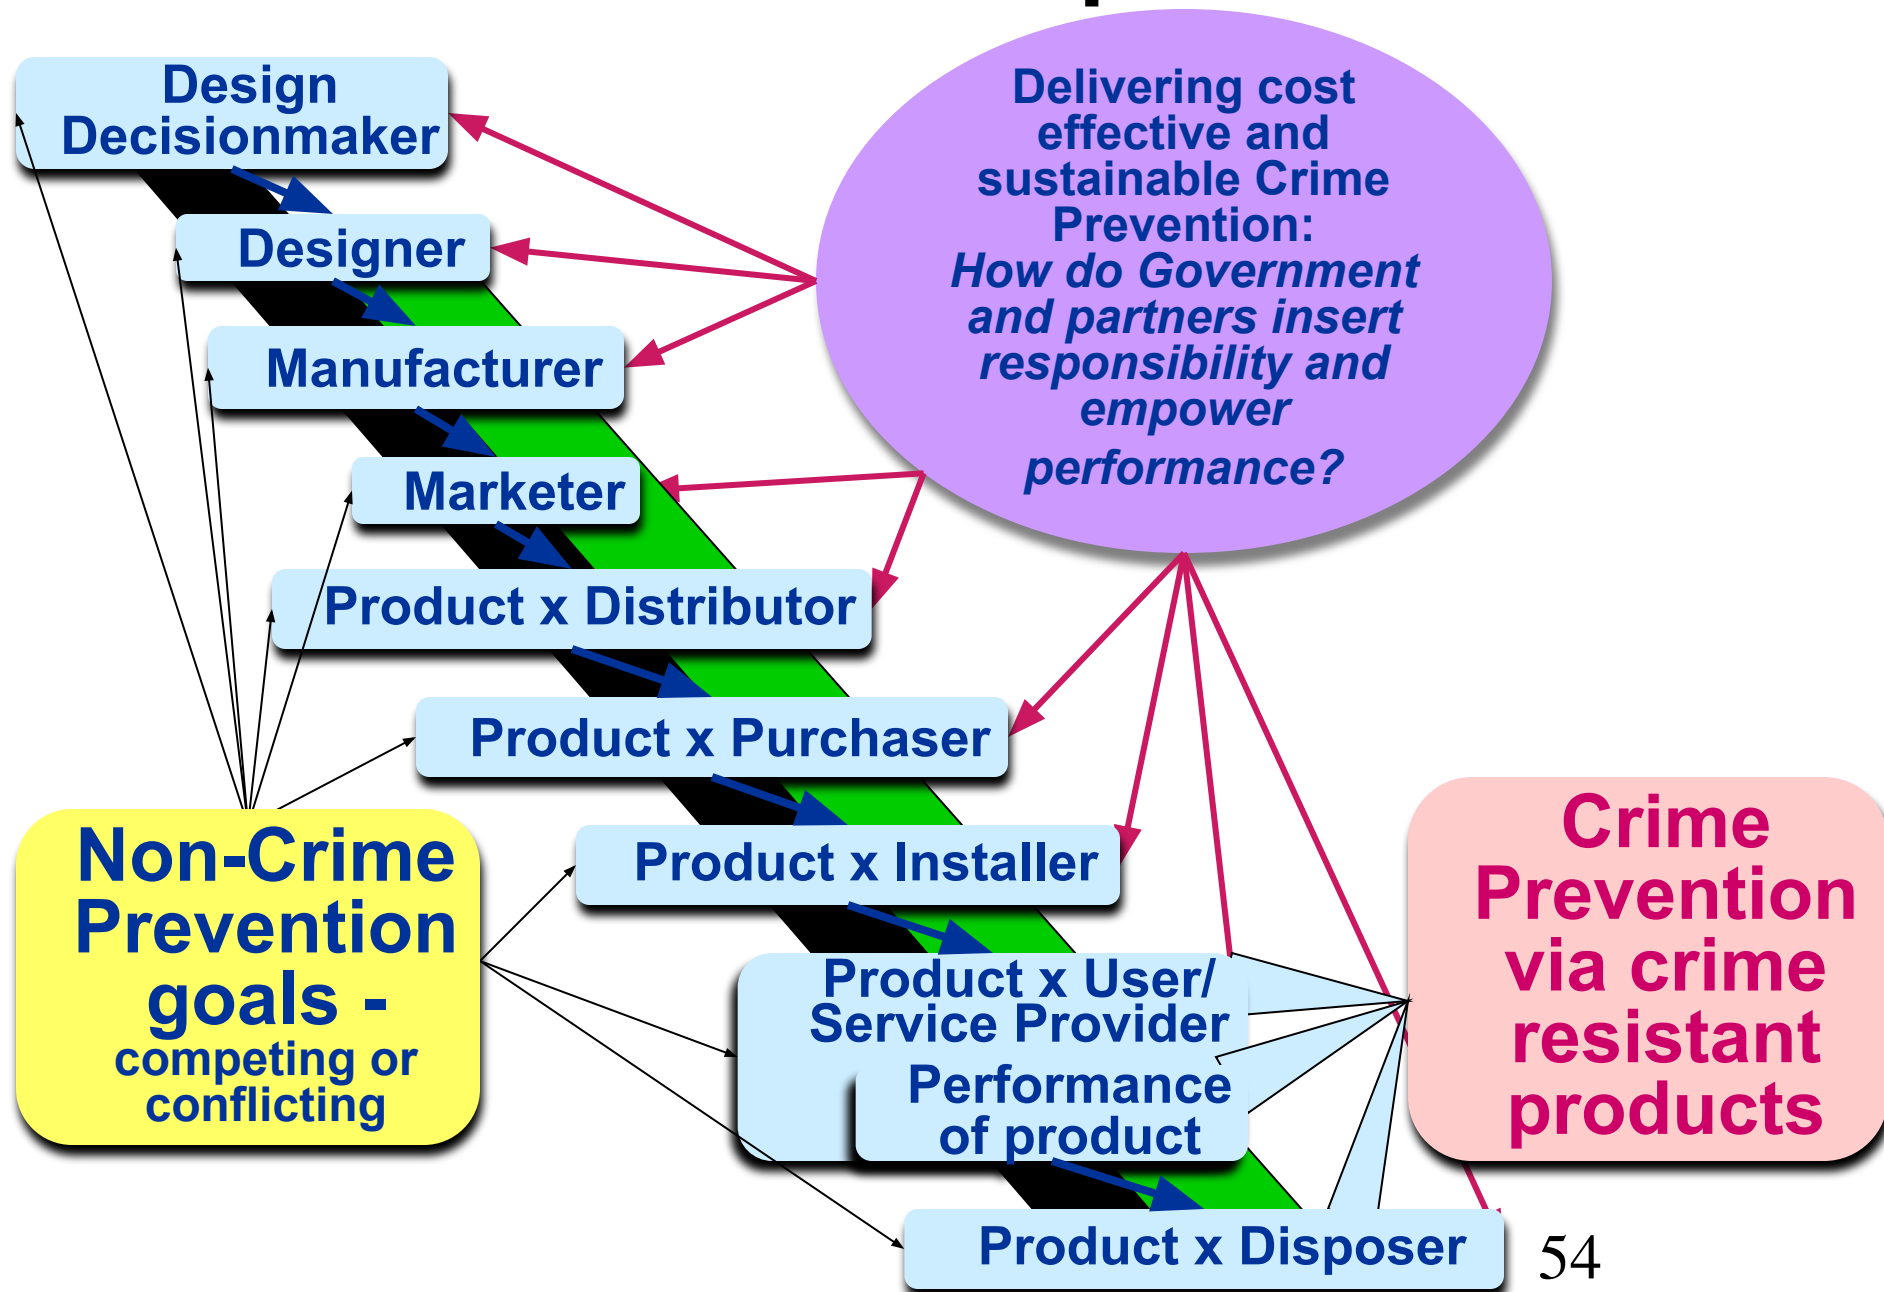 Design
Decisionmaker
Designer
Manufacturer
Marketer
Product x Distributor
Product x Purchaser
Product x Installer
Product x User/
Service Provider
Performance
of product
Product x Disposer
Delivering cost
effective and
sustainable Crime
Prevention:
How do Government
and partners insert
responsibility and
empower
performance?
Non-Crime
Prevention
goals -
competing or
conflicting
Crime
Prevention
via crime
resistant
products
54